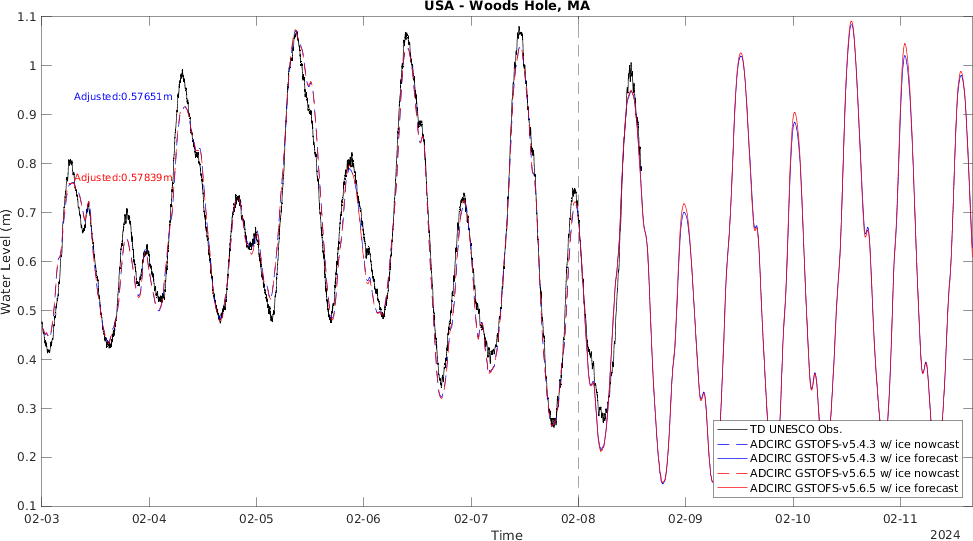 USA - Woods Hole, MA
1.1
1
0.9
0.8
0.7
0.6
0.5
0.4
0.3
0.2
0.1
Water Level (m)
Adjusted:0.57651m
Adjusted:0.57839m
TD UNESCO Obs.
ADCIRC GSTOFS-v5.4.3 w/ ice nowcast
ADCIRC GSTOFS-v5.4.3 w/ ice forecast
ADCIRC GSTOFS-v5.6.5 w/ ice nowcast
ADCIRC GSTOFS-v5.6.5 w/ ice forecast
02-03 02-04 02-05 02-06 02-07 02-08 02-09 02-10 02-11
Time
2024